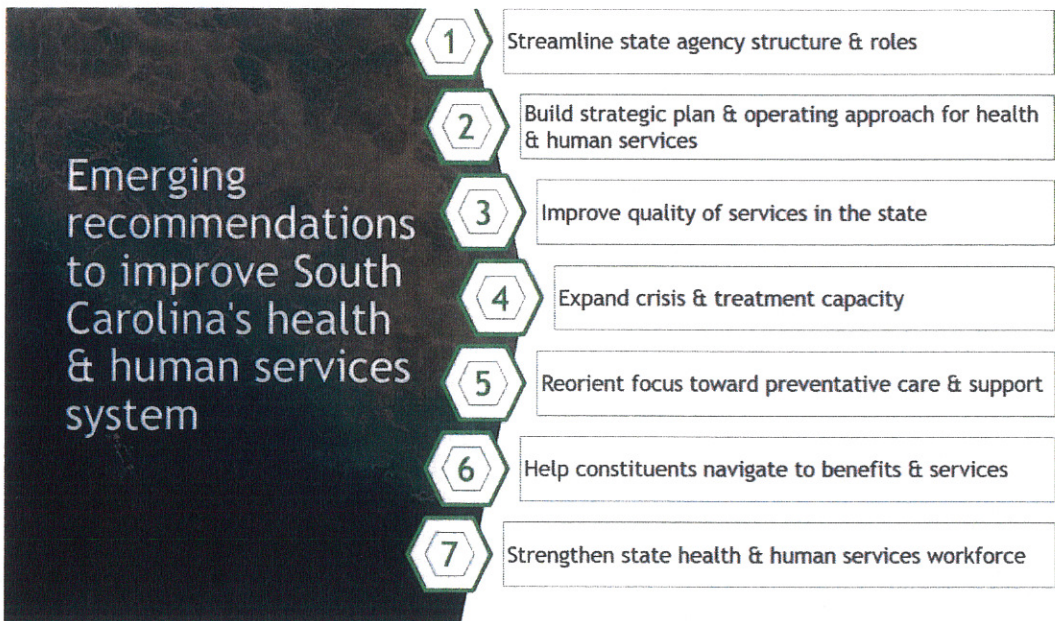 Emerging
recommendations
to improve South
Carolina's health
& human services
system
1
Streamline state agency structure & roles
2
Build strategic plan & operating approach for health
& human services
3
Improve quality of services in the state
4
Expand crisis & treatment capacity
5
Reorient focus toward preventative care & support
6
Help constituents navigate to benefits & services
7
Strengthen state health & human services workforce